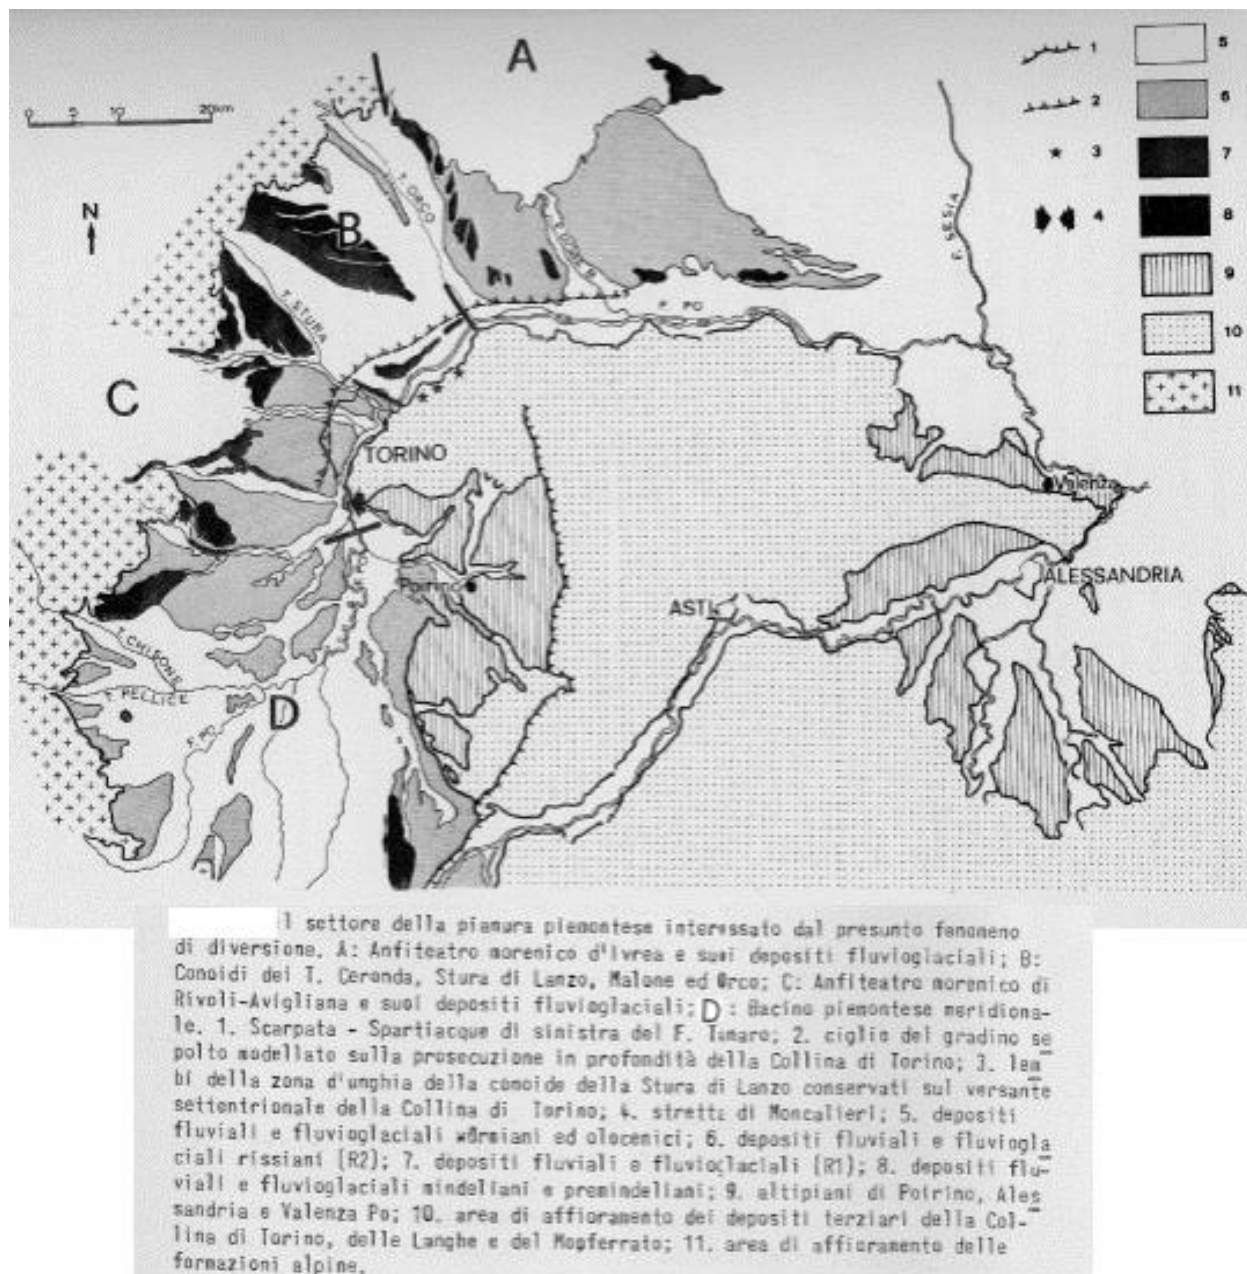 A
1
2
3
4
5
6
7
8
9
10
11
0 5 10 20km
N
B
C
D
T. ORCO
T. STURA
F. SESIA
F. PO
TORINO
Valenza
Poirino
ALESSANDRIA
ASTI
T. CHISONE
T. PELLICE
F. PO
l settore della pianura piemontese interessato dal presunto fenomeno
di diversione. A: Anfiteatro morenico d'Ivrea e suoi depositi fluvioglaciali; B:
Conoidi dei T. Ceronda, Stura di Lanzo, Malone ed Orco; C: Anfiteatro morenico di
Rivoli-Avigliana e suoi depositi fluvioglaciali; D : Bacino piemontese meridiona-
le. 1. Scarpata - Spartiacque di sinistra del F. Tanaro; 2. ciglio del gradino se
polto modellato sulla prosecuzione in profondità della Collina di Torino; 3. lem
bi della zona d'unghia della conoide della Stura di Lanzo conservati sul versante
settentrionale della Collina di Torino; 4. stretta di Moncalieri; 5. depositi
fluviali e fluvioglaciali würmiani ed olocenici; 6. depositi fluviali e fluviogla
ciali rissiani (R2); 7. depositi fluviali e fluvioglaciali (R1); 8. depositi flu-
viali e fluvioglaciali mindeliani e premindeliani; 9. altipiani di Poirino, Ales
sandria e Valenza Po; 10. area di affioramento dei depositi terziari della Col-
lina di Torino, delle Langhe e del Monferrato; 11. area di affioramento delle
formazioni alpine.